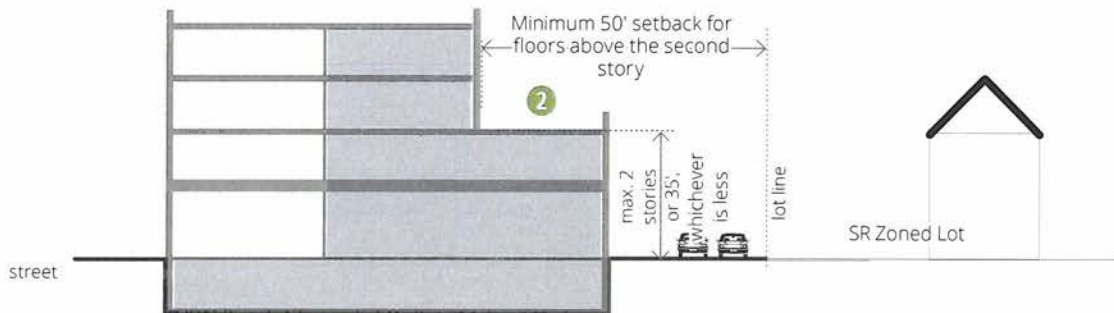 Minimum 50' setback for
floors above the second
story
2
max. 2
stories
or 35',
whichever
is less
lot line
SR Zoned Lot
street